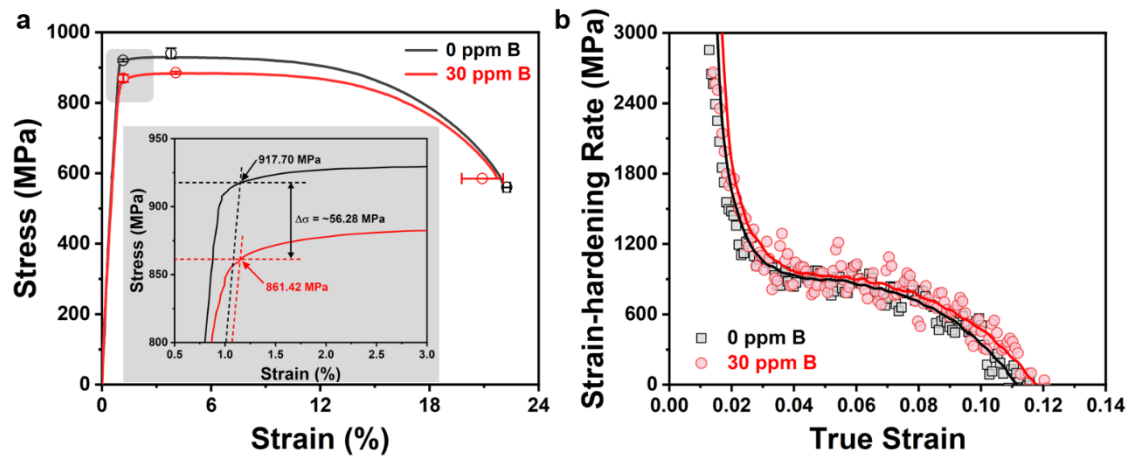 a
Stress (MPa)
1000
800
600
400
200
0
0 ppm B
30 ppm B
Stress (MPa)
950
900
850
800
917.70 MPa
Δσ = ~56.28 MPa
861.42 MPa
0.5 1.0 1.5 2.0 2.5 3.0
Strain (%)
0 6 12 18 24
Strain (%)
b
Strain-hardening Rate (MPa)
3000
2400
1800
1200
600
0
0 ppm B
30 ppm B
0.00 0.02 0.04 0.06 0.08 0.10 0.12 0.14
True Strain